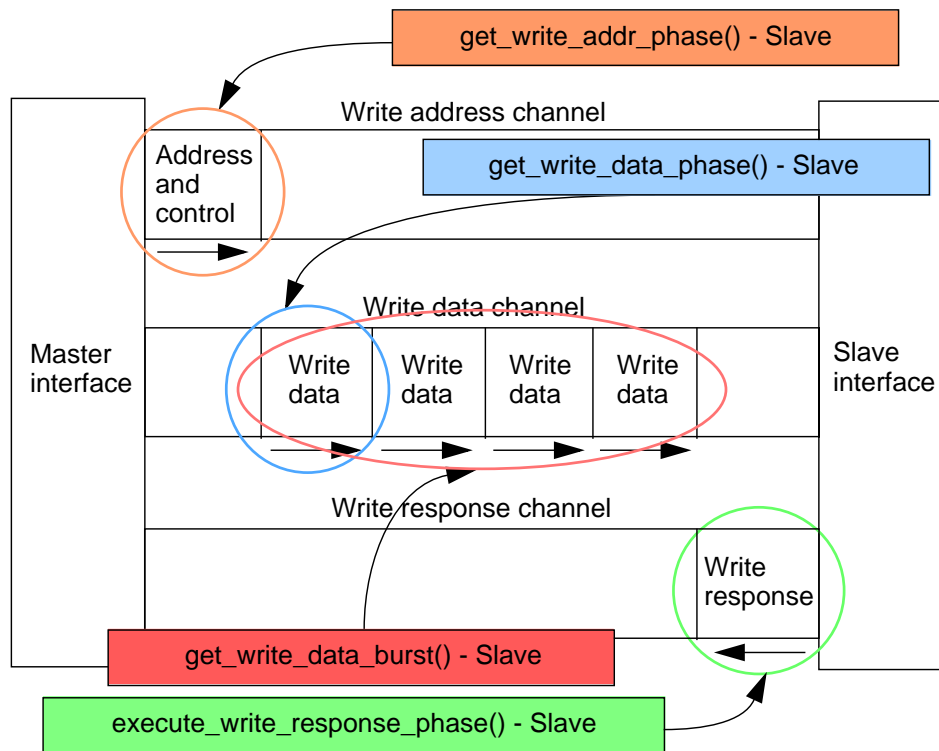 get_write_addr_phase() - Slave
Write address channel
Address
and
control
get_write_data_phase() - Slave
Write data channel
Master
interface
Write
data
Write
data
Write
data
Write
data
Slave
interface
Write response channel
Write
response
get_write_data_burst() - Slave
execute_write_response_phase() - Slave